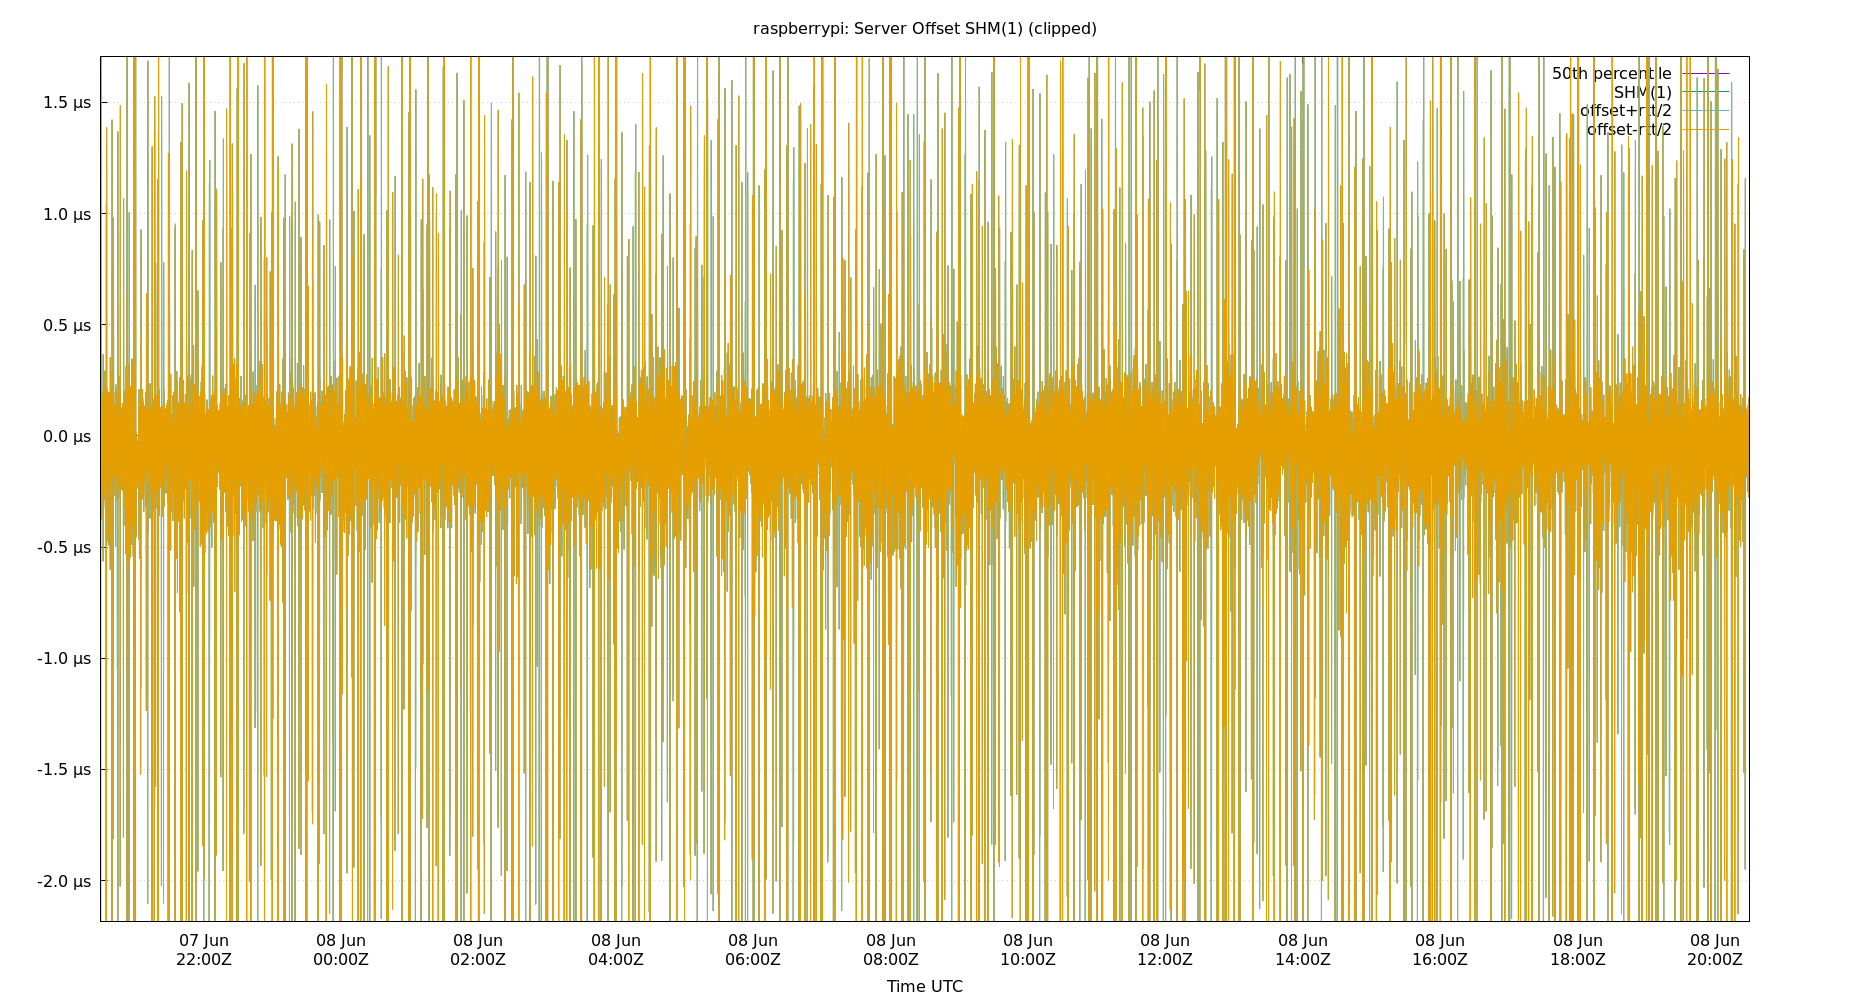 raspberrypi: Server Offset SHM(1) (clipped)
50th percentile
SHM(1)
offset+rtt/2
offset-rtt/2
1.5 µs
1.0 µs
0.5 µs
0.0 µs
-0.5 µs
-1.0 µs
-1.5 µs
-2.0 µs
07 Jun 08 Jun 08 Jun 08 Jun 08 Jun 08 Jun 08 Jun 08 Jun 08 Jun 08 Jun 08 Jun 08 Jun
22:00Z 00:00Z 02:00Z 04:00Z 06:00Z 08:00Z 10:00Z 12:00Z 14:00Z 16:00Z 18:00Z 20:00Z
Time UTC